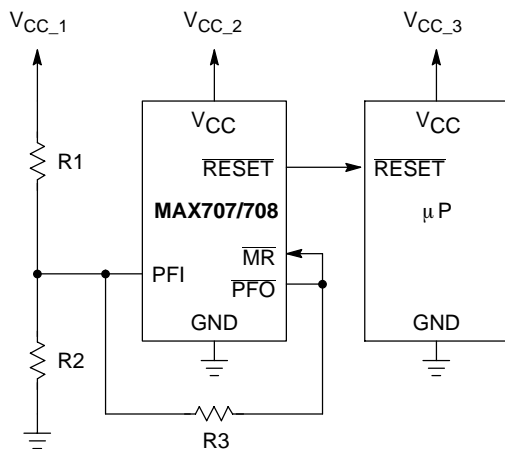 VCC_1 VCC_2 VCC_3
VCC VCC
R1 RESET RESET
MAX707/708 μP
MR
PFI PFO
GND GND
R2
R3